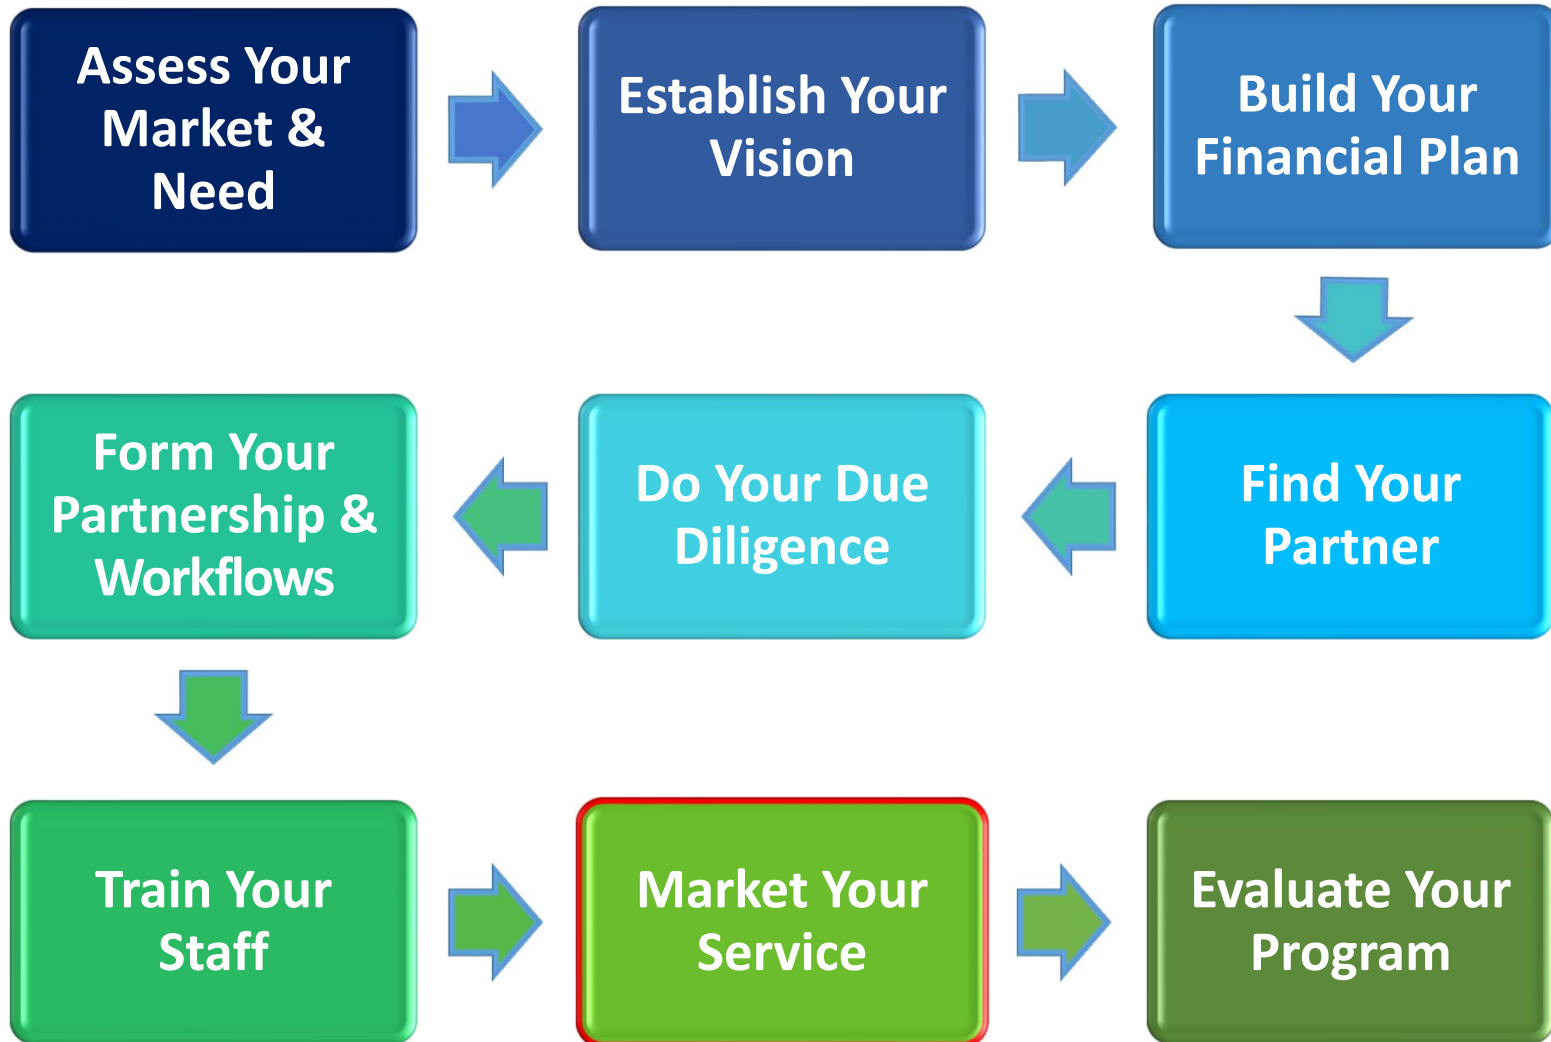 Assess Your
Market &
Need
Establish Your
Vision
Build Your
Financial Plan
Find Your
Partner
Do Your Due
Diligence
Form Your
Partnership &
Workflows
Train Your
Staff
Market Your
Service
Evaluate Your
Program